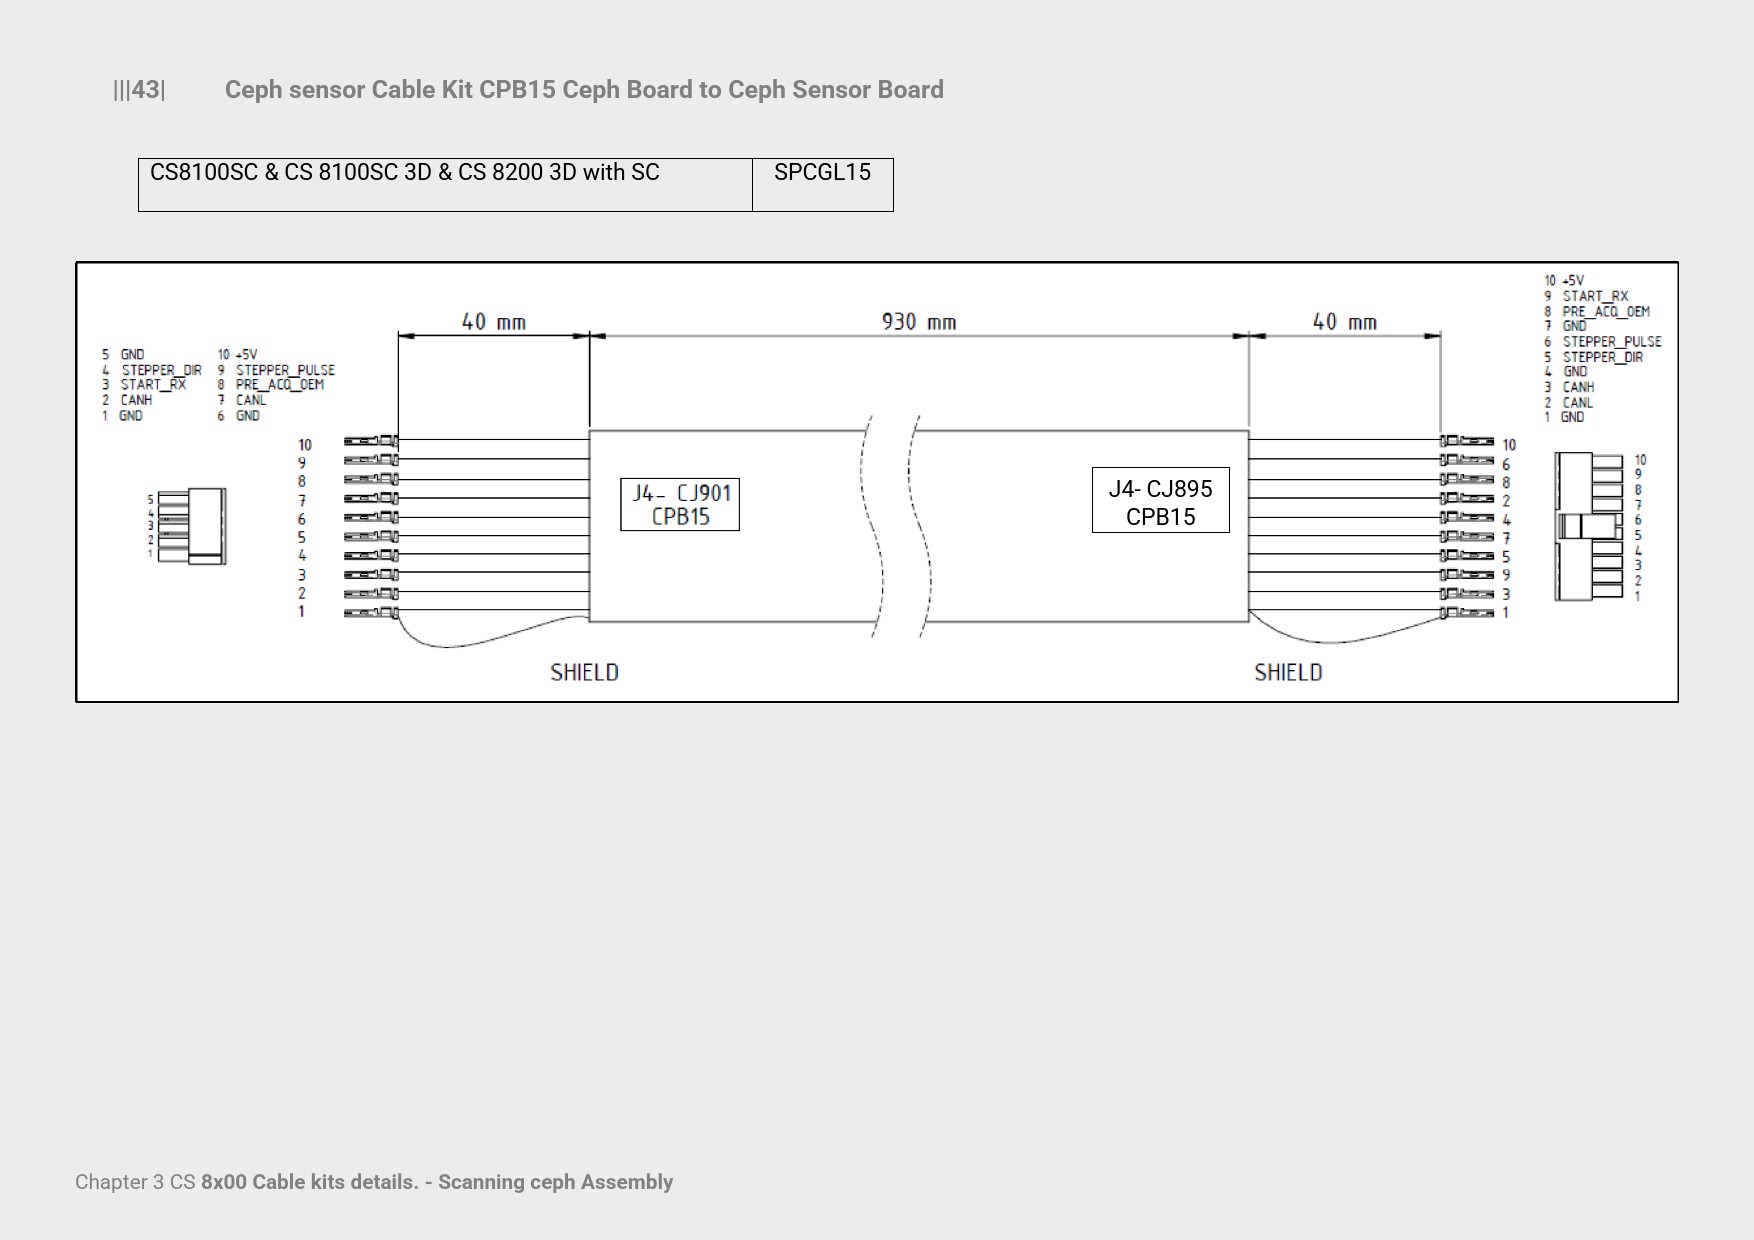 |||43| Ceph sensor Cable Kit CPB15 Ceph Board to Ceph Sensor Board
CS8100SC & CS 8100SC 3D & CS 8200 3D with SC SPCGL15
40 mm 930 mm 40 mm
5 GND 10 +5V
4 STEPPER_DIR 9 STEPPER_PULSE
3 START_RX 8 PRE_ACQ_OEM
2 CANH 7 CANL
1 GND 6 GND
10 +5V
9 START_RX
8 PRE_ACQ_OEM
7 GND
6 STEPPER_PULSE
5 STEPPER_DIR
4 GND
3 CANH
2 CANL
1 GND
5
4
3
2
1
10
9
8
7
6
5
4
3
2
1
J4- CJ901
CPB15
J4- CJ895
CPB15
10
6
8
2
4
7
5
9
3
1
10
9
8
7
6
5
4
3
2
1
SHIELD SHIELD
Chapter 3 CS 8x00 Cable kits details. - Scanning ceph Assembly